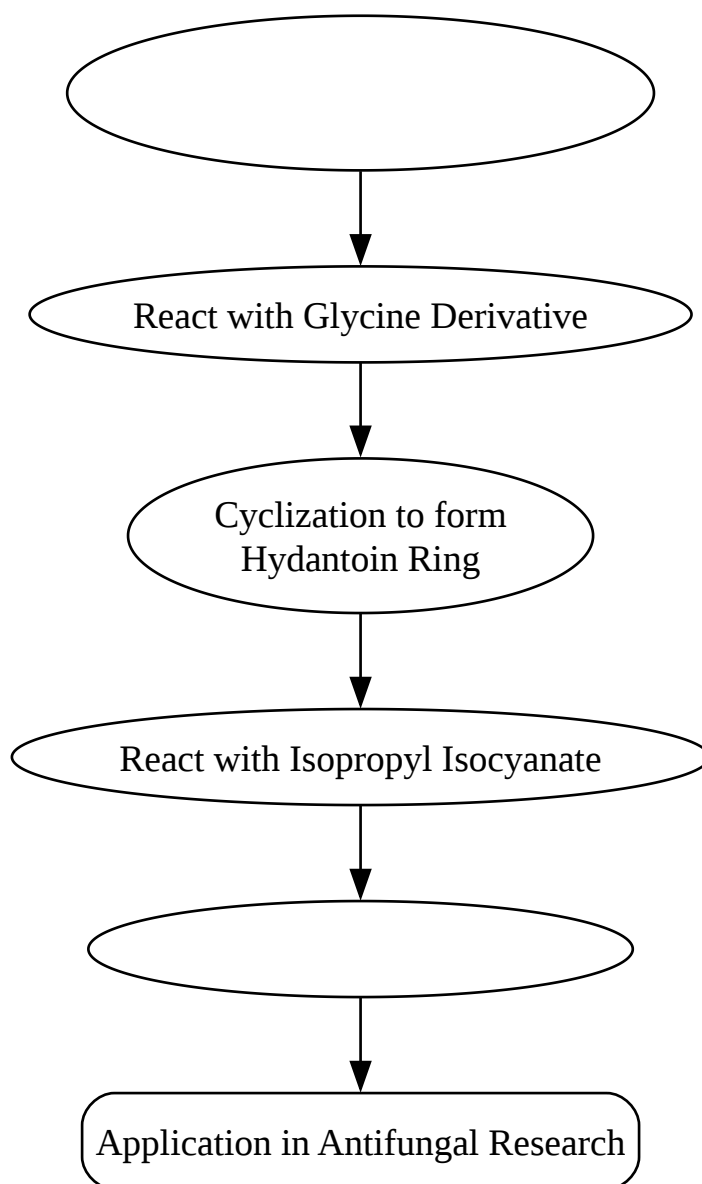 React with Glycine Derivative
Cyclization to form
Hydantoin Ring
React with Isopropyl Isocyanate
Application in Antifungal Research